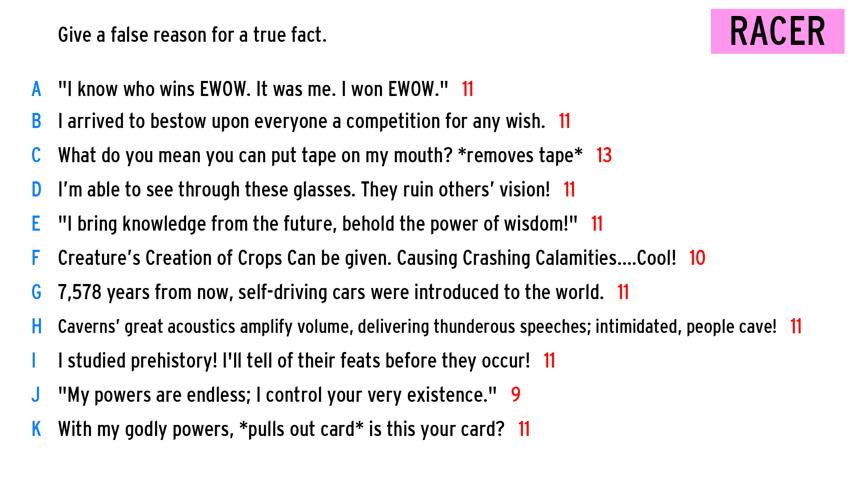 Give a false reason for a true fact.
RACER
A "I know who wins EWOW. It was me. I won EWOW." 11
B I arrived to bestow upon everyone a competition for any wish. 11
C What do you mean you can put tape on my mouth? *removes tape* 13
D I'm able to see through these glasses. They ruin others' vision! 11
E "I bring knowledge from the future, behold the power of wisdom!" 11
F Creature's Creation of Crops Can be given. Causing Crashing Calamities....Cool! 10
G 7,578 years from now, self-driving cars were introduced to the world. 11
H Caverns' great acoustics amplify volume, delivering thunderous speeches; intimidated, people cave! 11
I I studied prehistory! I'll tell of their feats before they occur! 11
J "My powers are endless; I control your very existence." 9
K With my godly powers, *pulls out card* is this your card? 11